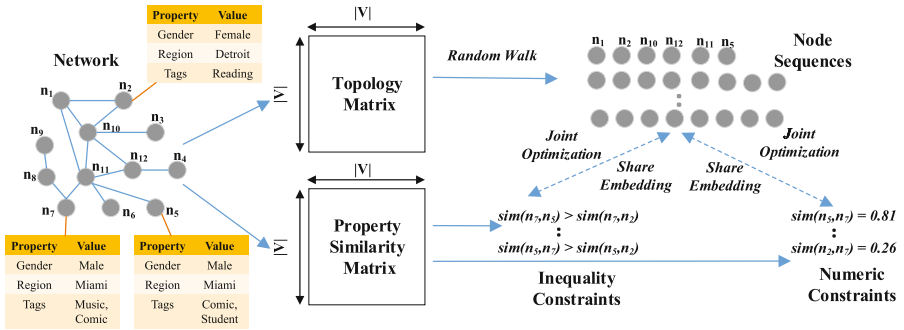 Property Value
Gender Female
Region Detroit
Tags Reading
Network
n1
n2
n10
n3
n9
n12
n4
n11
n8
n7
n6
n5
Property Value
Gender Male
Region Miami
Tags Music,
Comic
Property Value
Gender Male
Region Miami
Tags Comic,
Student
|V|
|V|
Topology
Matrix
|V|
|V|
Property
Similarity
Matrix
Random Walk
n1 n2 n10 n12 n11 n5
Node
Sequences
Joint
Optimization
Share
Embedding
Share
Embedding
Joint
Optimization
sim(n7,n5) > sim(n7,n2)
:
sim(n5,n7) > sim(n5,n2)
Inequality
Constraints
sim(n5,n7) = 0.81
:
sim(n2,n7) = 0.26
Numeric
Constraints